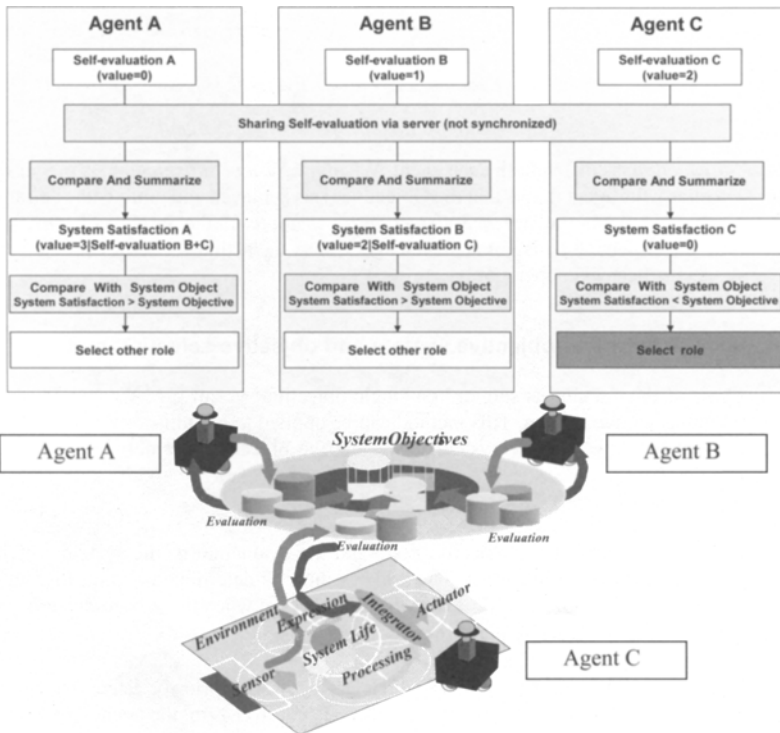 Agent A
Agent B
Agent C
Self-evaluation A
(value=0)
Self-evaluation B
(value=1)
Self-evaluation C
(value=2)
Sharing Self-evaluation via server (not synchronized)
Compare And Summarize
Compare And Summarize
Compare And Summarize
System Satisfaction A
(value=3|Self-evaluation B+C)
System Satisfaction B
(value=2|Self-evaluation C)
System Satisfaction C
(value=0)
Compare With System Object
System Satisfaction > System Objective
Compare With System Object
System Satisfaction > System Objective
Compare With System Object
System Satisfaction < System Objective
Select other role
Select other role
Select role
Agent A
SystemObjectives
Agent B
Evaluation
Evaluation
Evaluation
Environment
Expression
Integrator
Actuator
System Life
Sensor
Processing
Agent C